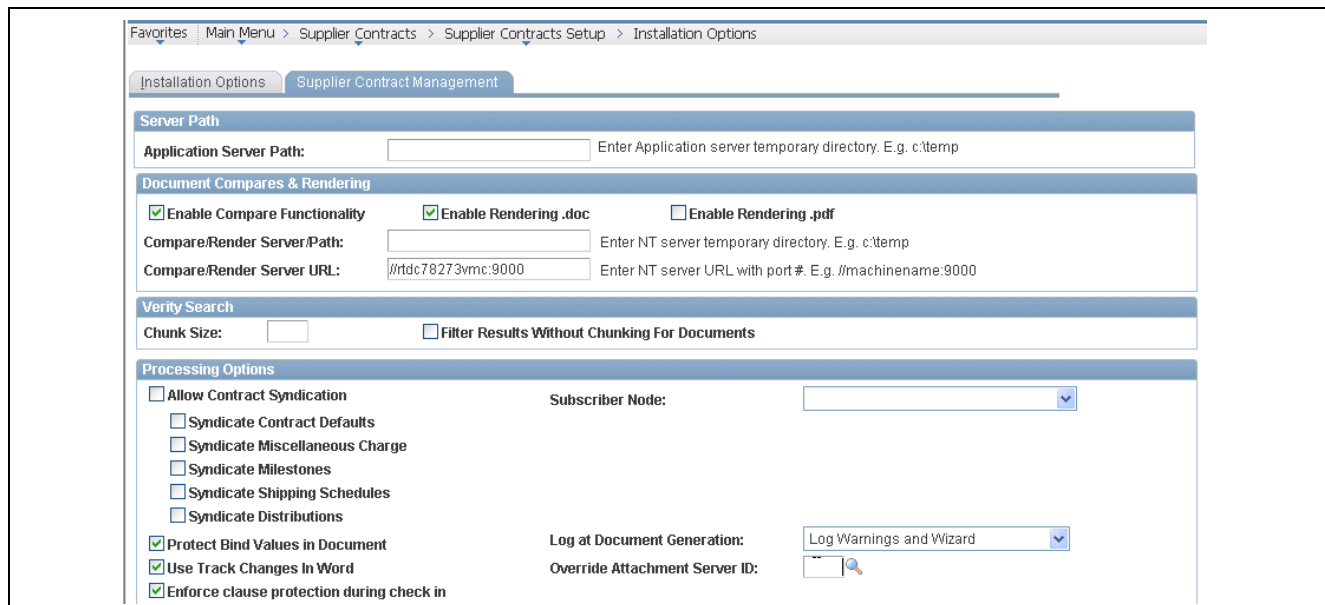 Favorites Main Menu > Supplier Contracts > Supplier Contracts Setup > Installation Options
Installation Options Supplier Contract Management
Server Path
Application Server Path: Enter Application server temporary directory. E.g. c:\temp
Document Compares & Rendering
Enable Compare Functionality Enable Rendering .doc Enable Rendering .pdf
Compare/Render Server/Path: Enter NT server temporary directory. E.g. c:\temp
Compare/Render Server URL: //rtdc78273vmc:9000 Enter NT server URL with port #. E.g. //machinename:9000
Verity Search
Chunk Size: Filter Results Without Chunking For Documents
Processing Options
Allow Contract Syndication Subscriber Node:
Syndicate Contract Defaults
Syndicate Miscellaneous Charge
Syndicate Milestones
Syndicate Shipping Schedules
Syndicate Distributions
Protect Bind Values in Document Log at Document Generation: Log Warnings and Wizard
Use Track Changes In Word Override Attachment Server ID:
Enforce clause protection during check in